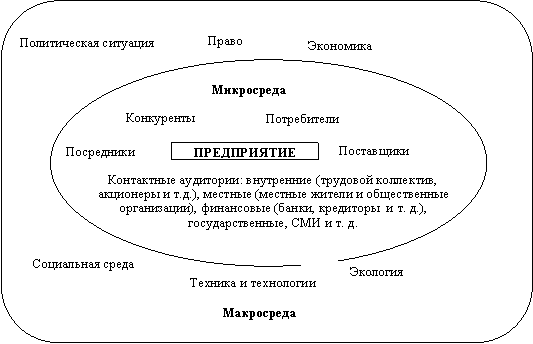 Политическая ситуация
Право
Экономика
Микросреда
Конкуренты
Потребители
Посредники
ПРЕДПРИЯТИЕ
Поставщики
Контактные аудитории: внутренние (трудовой коллектив,
акционеры и т.д.), местные (местные жители и общественные
организации), финансовые (банки, кредиторы и т. д.),
государственные, СМИ и т. д.
Социальная среда
Экология
Техника и технологии
Макросреда